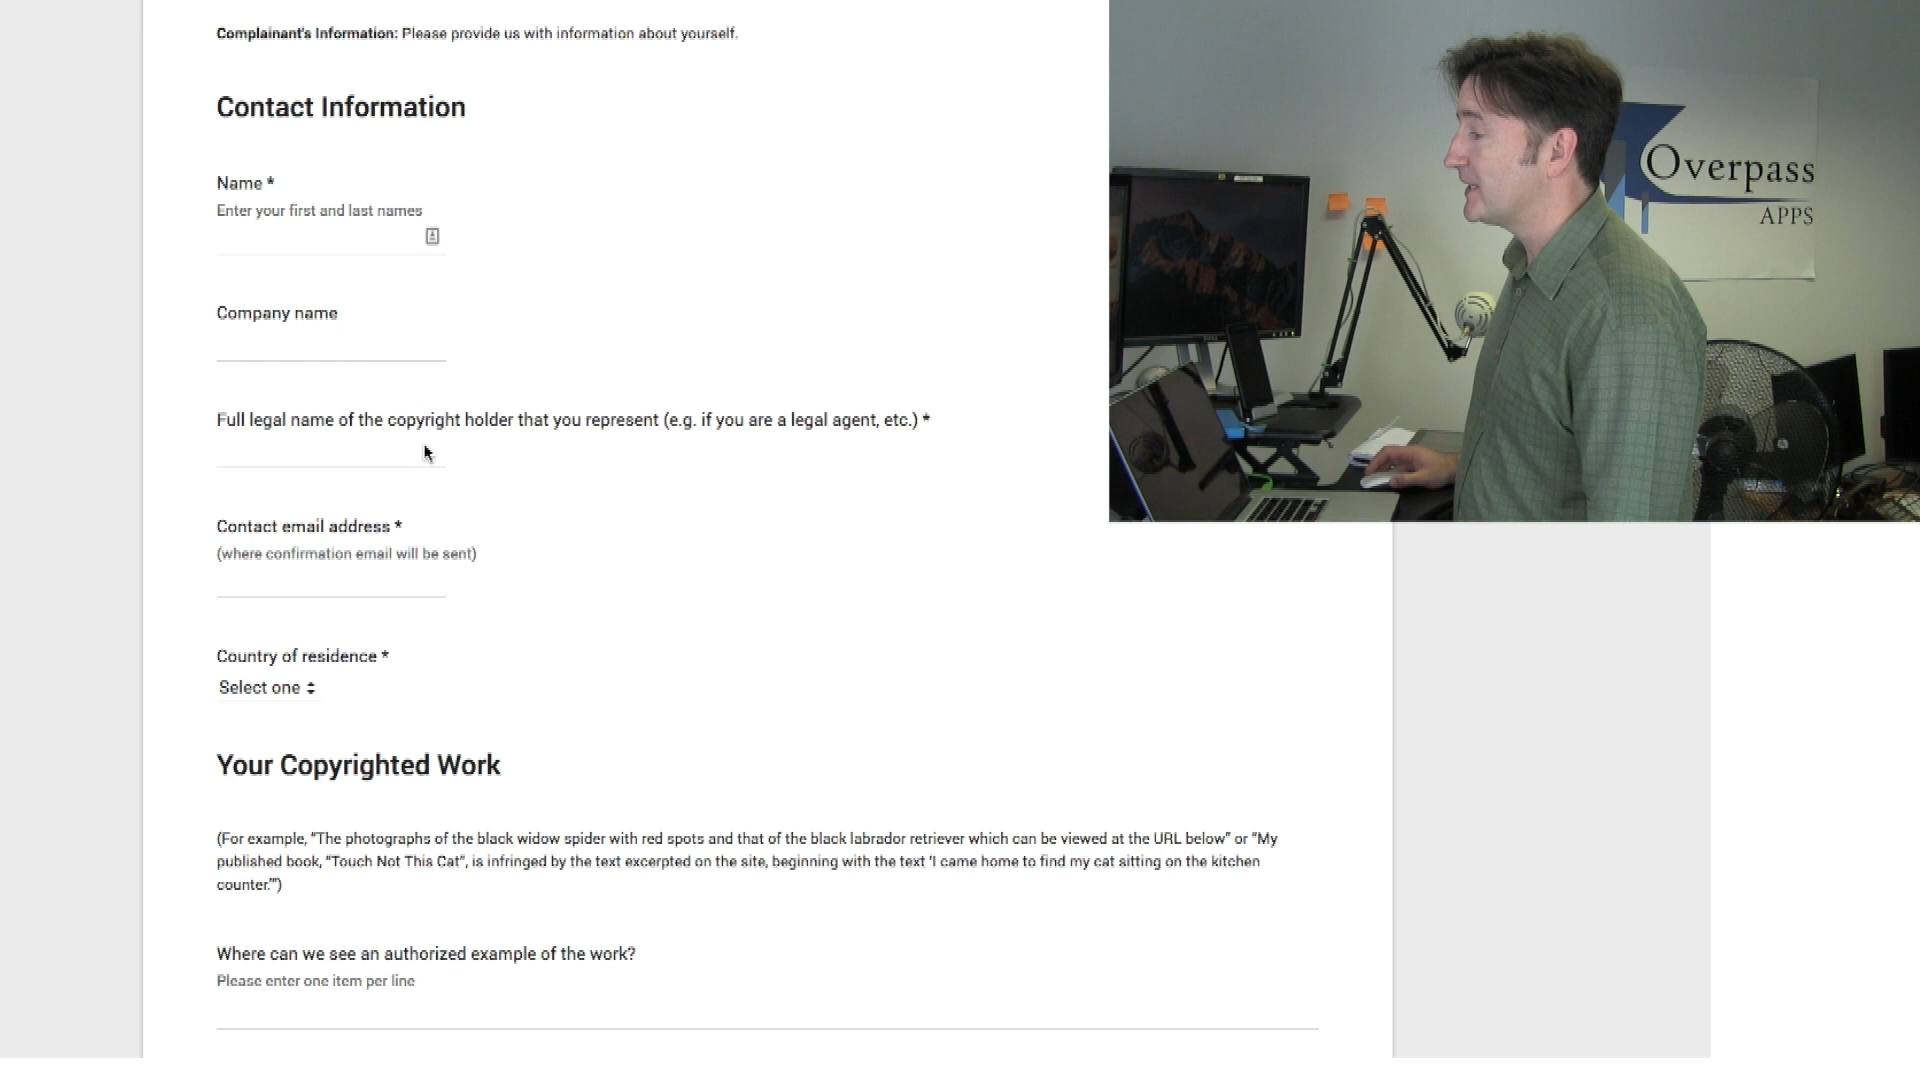 Complainant's Information: Please provide us with information about yourself.
Contact Information
Name *
Enter your first and last names
Company name
Full legal name of the copyright holder that you represent (e.g. if you are a legal agent, etc.) *
Contact email address *
(where confirmation email will be sent)
Country of residence *
Select one
Your Copyrighted Work
(For example, “The photographs of the black widow spider with red spots and that of the black labrador retriever which can be viewed at the URL below” or “My
published book, “Touch Not This Cat”, is infringed by the text excerpted on the site, beginning with the text ‘I came home to find my cat sitting on the kitchen
counter.’”)
Where can we see an authorized example of the work?
Please enter one item per line
Overpass
APPS